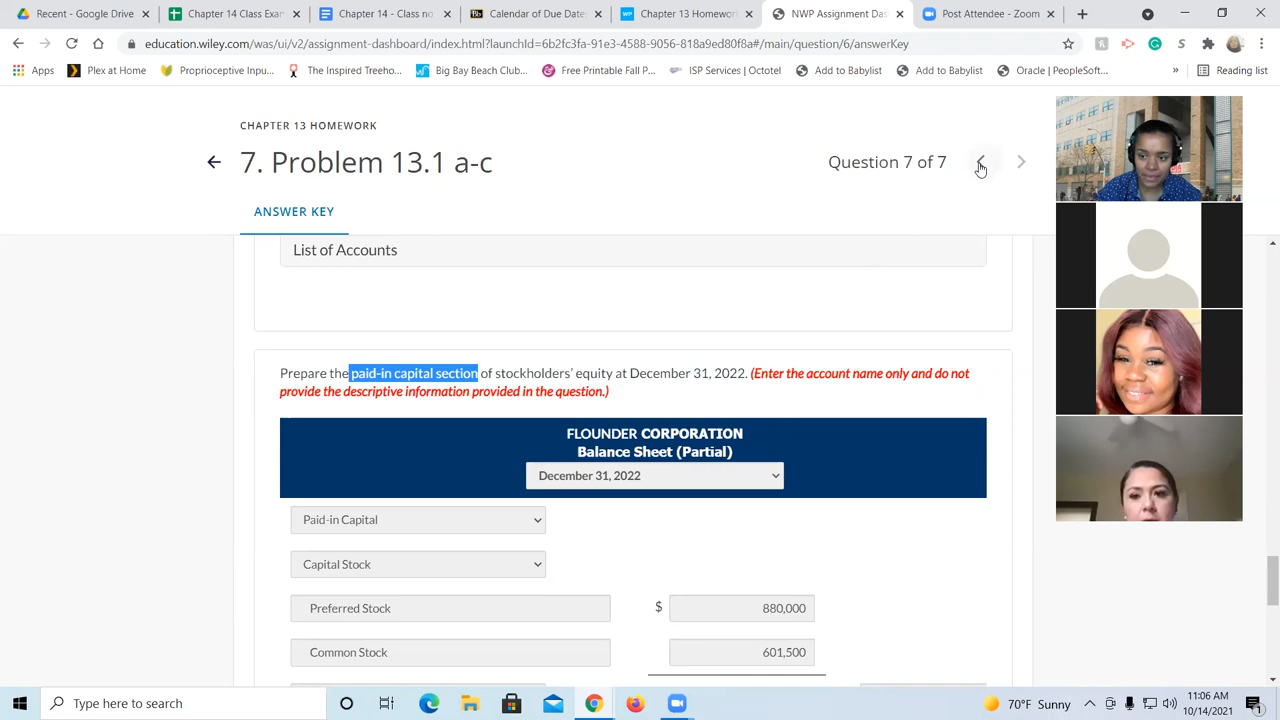 Recent - Google Drive
Chapter 14 - Class no
Chapter 14 - Class no
Calendar of Due Date
Chapter 13 Homework
NWP Assignment Das
Post Attendee - Zoom
education.wiley.com/was/ui/v2/assignment-dashboard/index.html?launchId=6b2fc3fa-91e3-4588-9056-818a9cd80f8a#/main/question/6/answerKey
Apps
Plex at Home
Proprioceptive Inpu...
The Inspired Treeho...
Big Bay Beach Club...
Free Printable Fall P...
ISP Services | Octotel
Add to Babylist
Add to Babylist
Oracle | PeopleSoft...
»
Reading list
CHAPTER 13 HOMEWORK
7. Problem 13.1 a-c
Question 7 of 7
ANSWER KEY
List of Accounts
Prepare the paid-in capital section of stockholders' equity at December 31, 2022. (Enter the account name only and do not
provide the descriptive information provided in the question.)
FLOUNDER CORPORATION
Balance Sheet (Partial)
December 31, 2022
Paid-in Capital
Capital Stock
Preferred Stock
$
880,000
Common Stock
601,500
Type here to search
70°F Sunny
11:06 AM
10/14/2021
1